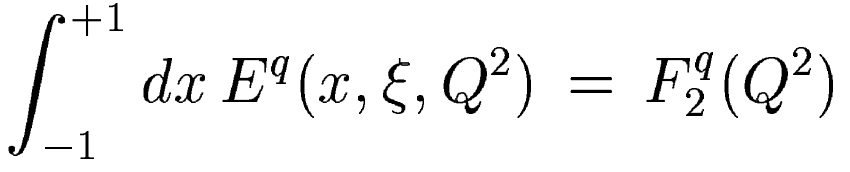 ∫_{-1}^{+1} dx E^q(x, ξ, Q^2) = F_2^q(Q^2)